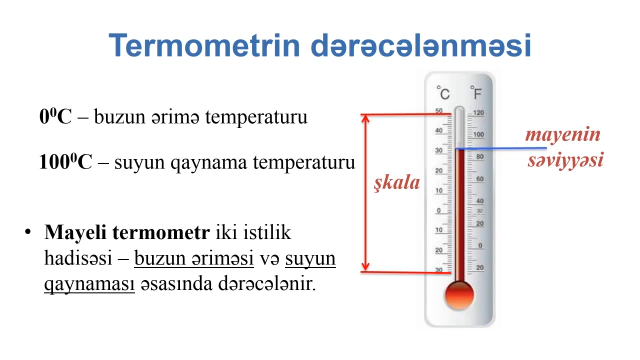 Termometrin dərəcələnməsi
0⁰C – buzun ərimə temperaturu
100⁰C – suyun qaynama temperaturu
• Mayeli termometr iki istilik
hadisəsi – buzun əriməsi və suyun
qaynaması əsasında dərəcələnir.
şkala
°C °F
50 120
40 100
30 80
20 60
10 40
0 32
10 20
20 0
30 20
mayenin
səviyyəsi